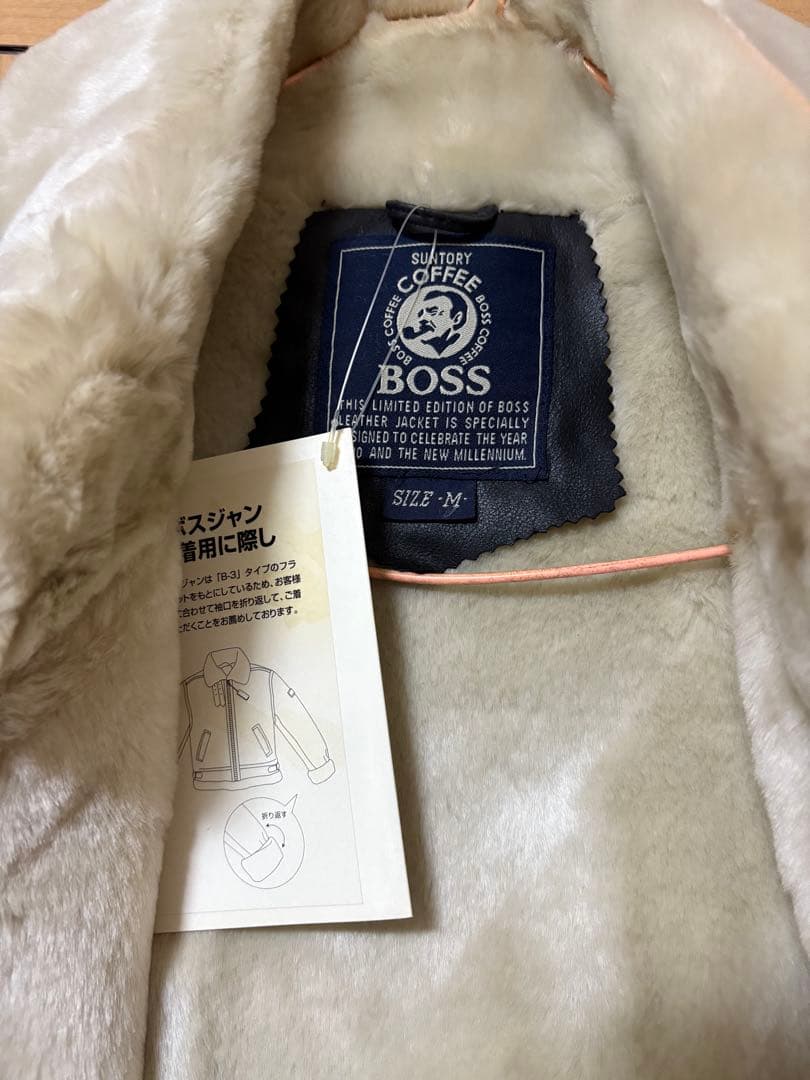 SUNTORY
COFFEE
BOSS COFFEE
BOSS COFFEE
BOSS
THIS LIMITED EDITION OF BOSS
LEATHER JACKET IS SPECIALLY
SIGNED TO CELEBRATE THE YEAR
0 AND THE NEW MILLENNIUM.
SIZE -M-
ボスジャン
着用に際し
ジャンは「B-3」タイプのフラ
ットをもとにしているため、お客様
に合わせて袖口を折り返して、ご着
ただくことをお薦めしております。
折り返す